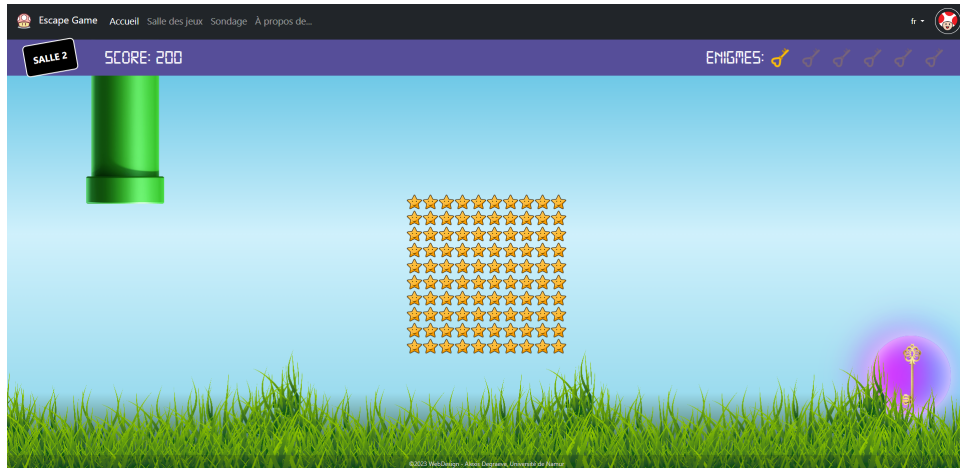 Escape Game Accueil Salle des jeux Sondage À propos de... fr
SALLE 2 SCORE: 200 ENIGMES:
©2023 WebDesign - Alexis Degraeve, Université de Namur